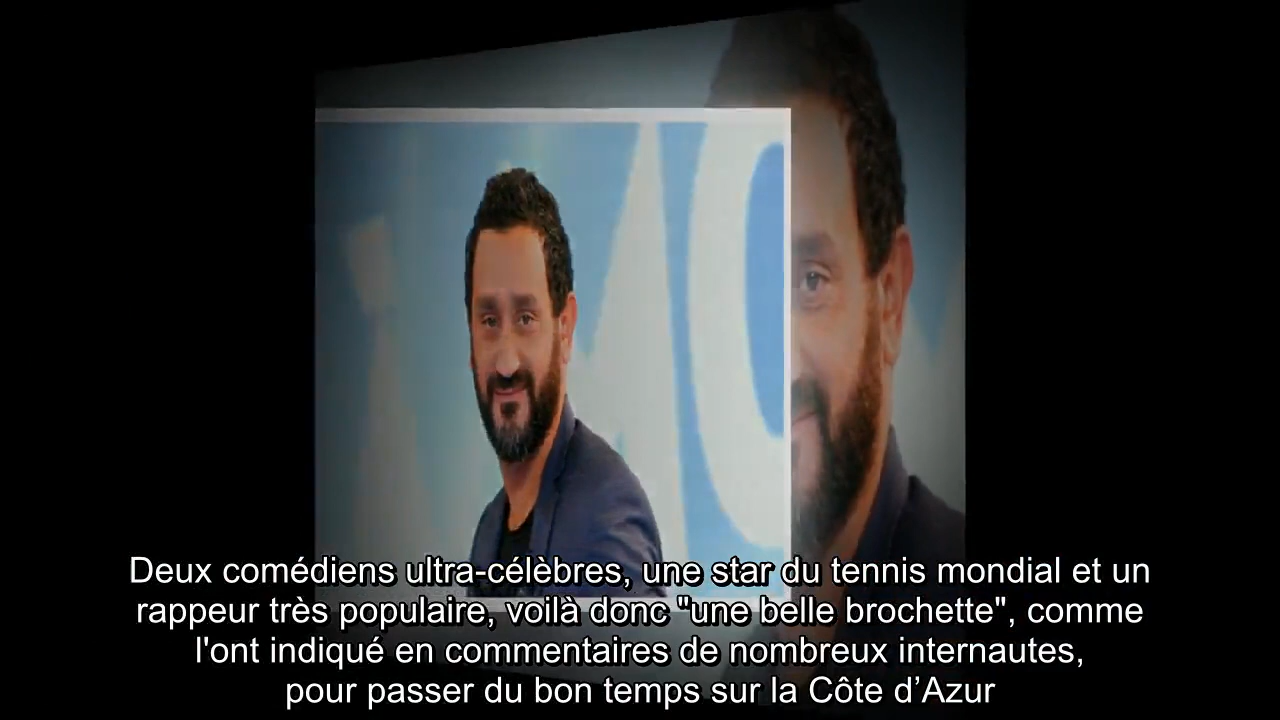 Deux comédiens ultra-célèbres, une star du tennis mondial et un
rappeur très populaire, voilà donc "une belle brochette", comme
l'ont indiqué en commentaires de nombreux internautes,
pour passer du bon temps sur la Côte d’Azur